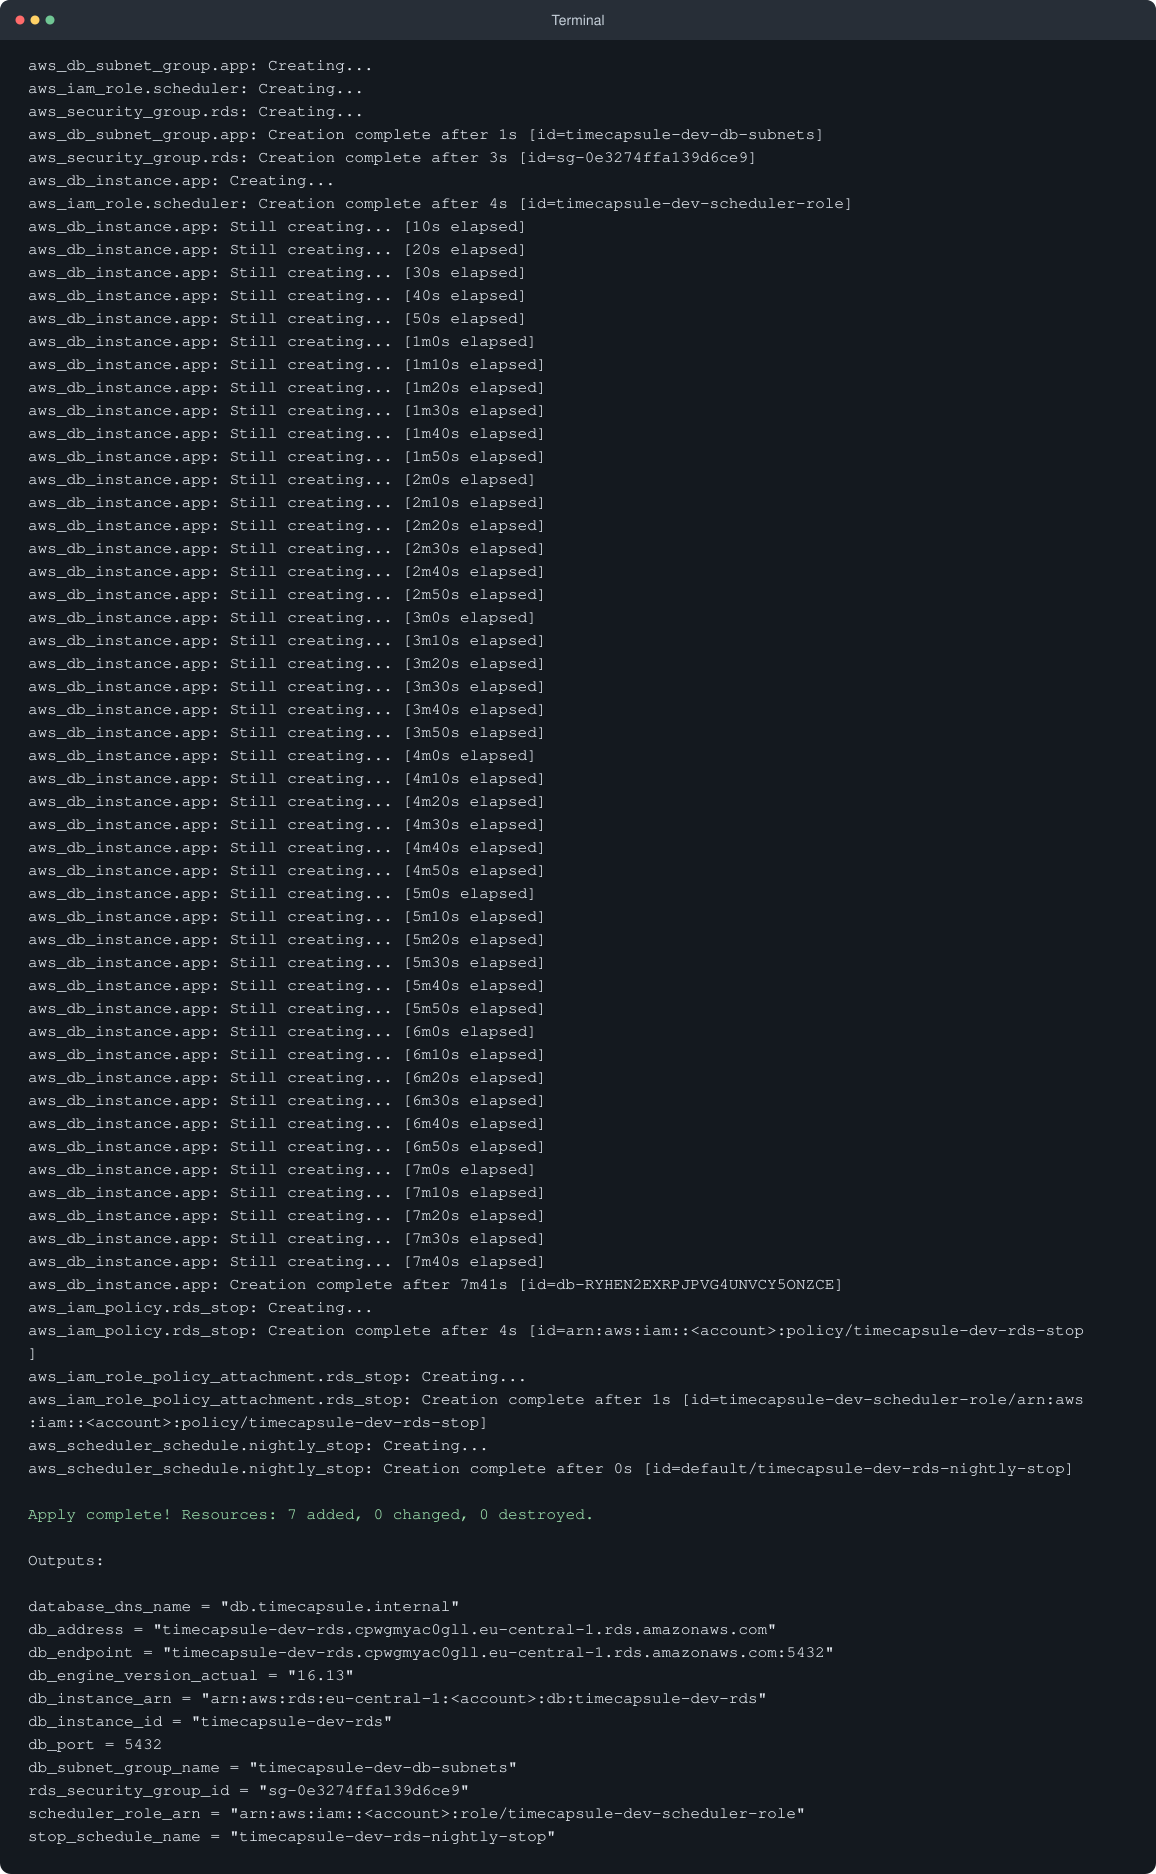 Terminal
aws_db_subnet_group.app: Creating...
aws_iam_role.scheduler: Creating...
aws_security_group.rds: Creating...
aws_db_subnet_group.app: Creation complete after 1s [id=timecapsule-dev-db-subnets]
aws_security_group.rds: Creation complete after 3s [id=sg-0e3274ffa139d6ce9]
aws_db_instance.app: Creating...
aws_iam_role.scheduler: Creation complete after 4s [id=timecapsule-dev-scheduler-role]
aws_db_instance.app: Still creating... [10s elapsed]
aws_db_instance.app: Still creating... [20s elapsed]
aws_db_instance.app: Still creating... [30s elapsed]
aws_db_instance.app: Still creating... [40s elapsed]
aws_db_instance.app: Still creating... [50s elapsed]
aws_db_instance.app: Still creating... [1m0s elapsed]
aws_db_instance.app: Still creating... [1m10s elapsed]
aws_db_instance.app: Still creating... [1m20s elapsed]
aws_db_instance.app: Still creating... [1m30s elapsed]
aws_db_instance.app: Still creating... [1m40s elapsed]
aws_db_instance.app: Still creating... [1m50s elapsed]
aws_db_instance.app: Still creating... [2m0s elapsed]
aws_db_instance.app: Still creating... [2m10s elapsed]
aws_db_instance.app: Still creating... [2m20s elapsed]
aws_db_instance.app: Still creating... [2m30s elapsed]
aws_db_instance.app: Still creating... [2m40s elapsed]
aws_db_instance.app: Still creating... [2m50s elapsed]
aws_db_instance.app: Still creating... [3m0s elapsed]
aws_db_instance.app: Still creating... [3m10s elapsed]
aws_db_instance.app: Still creating... [3m20s elapsed]
aws_db_instance.app: Still creating... [3m30s elapsed]
aws_db_instance.app: Still creating... [3m40s elapsed]
aws_db_instance.app: Still creating... [3m50s elapsed]
aws_db_instance.app: Still creating... [4m0s elapsed]
aws_db_instance.app: Still creating... [4m10s elapsed]
aws_db_instance.app: Still creating... [4m20s elapsed]
aws_db_instance.app: Still creating... [4m30s elapsed]
aws_db_instance.app: Still creating... [4m40s elapsed]
aws_db_instance.app: Still creating... [4m50s elapsed]
aws_db_instance.app: Still creating... [5m0s elapsed]
aws_db_instance.app: Still creating... [5m10s elapsed]
aws_db_instance.app: Still creating... [5m20s elapsed]
aws_db_instance.app: Still creating... [5m30s elapsed]
aws_db_instance.app: Still creating... [5m40s elapsed]
aws_db_instance.app: Still creating... [5m50s elapsed]
aws_db_instance.app: Still creating... [6m0s elapsed]
aws_db_instance.app: Still creating... [6m10s elapsed]
aws_db_instance.app: Still creating... [6m20s elapsed]
aws_db_instance.app: Still creating... [6m30s elapsed]
aws_db_instance.app: Still creating... [6m40s elapsed]
aws_db_instance.app: Still creating... [6m50s elapsed]
aws_db_instance.app: Still creating... [7m0s elapsed]
aws_db_instance.app: Still creating... [7m10s elapsed]
aws_db_instance.app: Still creating... [7m20s elapsed]
aws_db_instance.app: Still creating... [7m30s elapsed]
aws_db_instance.app: Still creating... [7m40s elapsed]
aws_db_instance.app: Creation complete after 7m41s [id=db-RYHEN2EXRPJPVG4UNVCY5ONZCE]
aws_iam_policy.rds_stop: Creating...
aws_iam_policy.rds_stop: Creation complete after 4s [id=arn:aws:iam::<account>:policy/timecapsule-dev-rds-stop
]
aws_iam_role_policy_attachment.rds_stop: Creating...
aws_iam_role_policy_attachment.rds_stop: Creation complete after 1s [id=timecapsule-dev-scheduler-role/arn:aws
:iam::<account>:policy/timecapsule-dev-rds-stop]
aws_scheduler_schedule.nightly_stop: Creating...
aws_scheduler_schedule.nightly_stop: Creation complete after 0s [id=default/timecapsule-dev-rds-nightly-stop]
Apply complete! Resources: 7 added, 0 changed, 0 destroyed.
Outputs:
database_dns_name = "db.timecapsule.internal"
db_address = "timecapsule-dev-rds.cpwgmyac0gll.eu-central-1.rds.amazonaws.com"
db_endpoint = "timecapsule-dev-rds.cpwgmyac0gll.eu-central-1.rds.amazonaws.com:5432"
db_engine_version_actual = "16.13"
db_instance_arn = "arn:aws:rds:eu-central-1:<account>:db:timecapsule-dev-rds"
db_instance_id = "timecapsule-dev-rds"
db_port = 5432
db_subnet_group_name = "timecapsule-dev-db-subnets"
rds_security_group_id = "sg-0e3274ffa139d6ce9"
scheduler_role_arn = "arn:aws:iam::<account>:role/timecapsule-dev-scheduler-role"
stop_schedule_name = "timecapsule-dev-rds-nightly-stop"